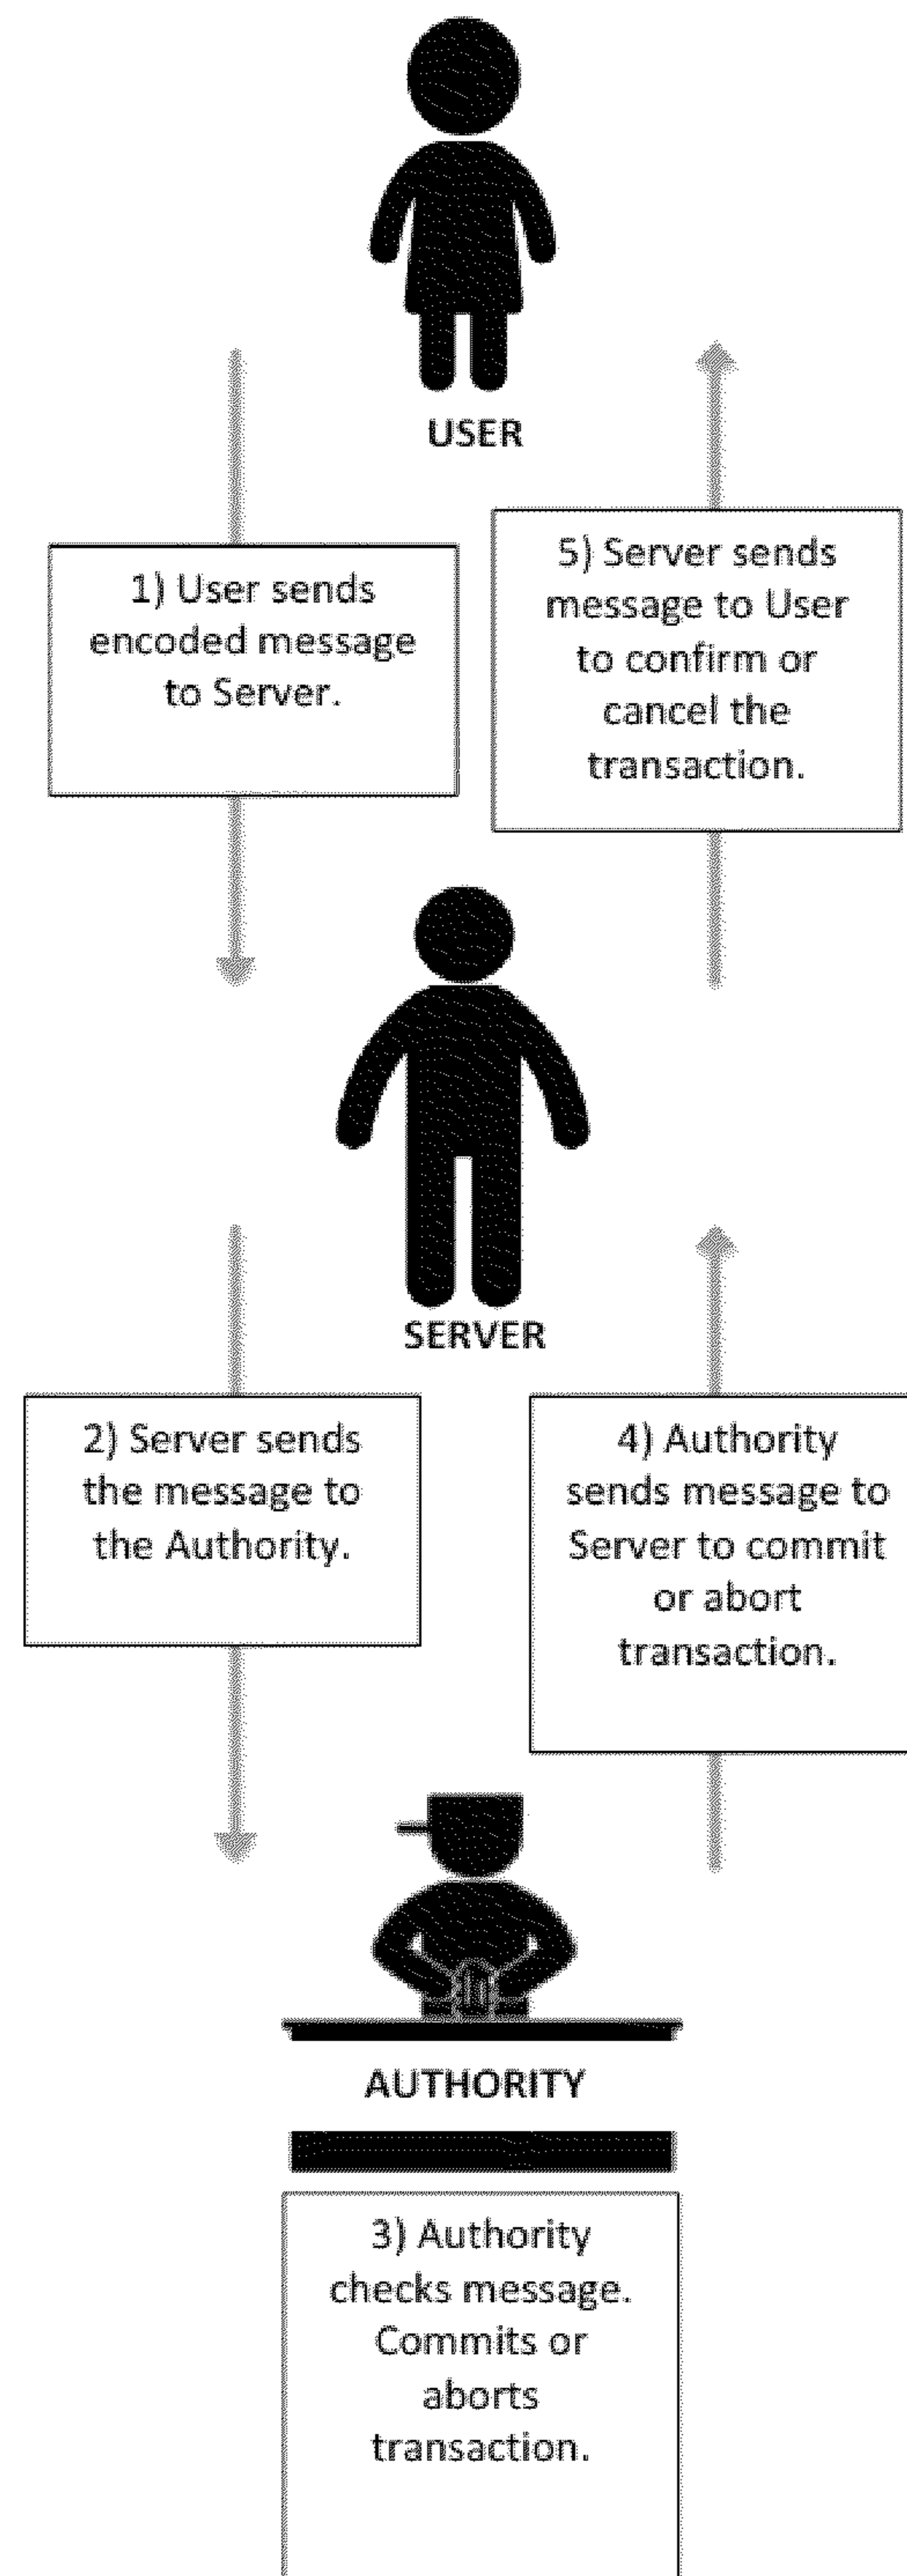 USER
1) User sends
encoded message
to Server.
5) Server sends
message to User
to confirm or
cancel the
transaction.
SERVER
2) Server sends
the message to
the Authority.
4) Authority
sends message to
Server to commit
or abort
transaction.
AUTHORITY
3) Authority
checks message.
Commits or
aborts
transaction.